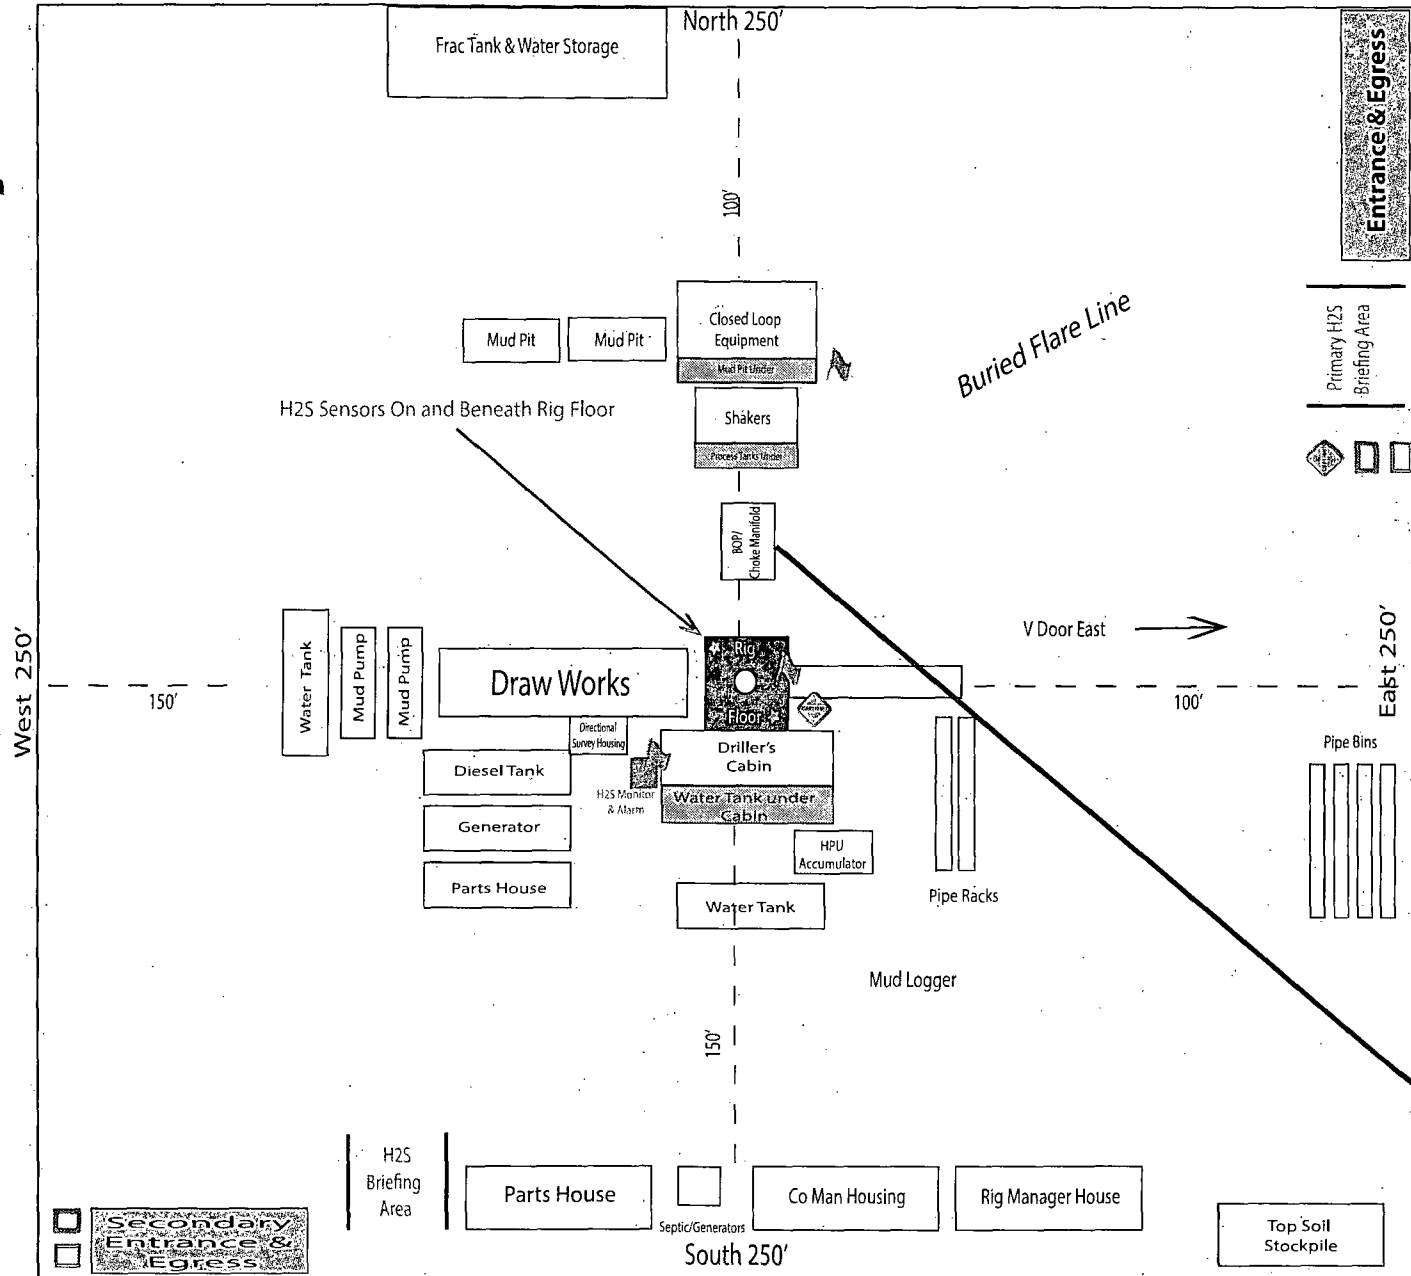 North 250'
Frac Tank & Water Storage
Entrance & Egress
100'
Closed Loop
Equipment
Mud Pit
Mud Pit
Mud Pit Under
Buried Flare Line
Primary H2S
Briefing Area
H2S Sensors On and Beneath Rig Floor
Shakers
Process Tanks Under
BOP/
Choke Manifold
West 250'
150'
Water Tank
Mud Pump
Mud Pump
Draw Works
Rig
Floor
V Door East
100'
East 250'
Directional
Survey Housing
Driller's
Cabin
Water Tank under
Cabin
Diesel Tank
H2S Monitor
& Alarm
Generator
Parts House
HPU
Accumulator
Water Tank
Pipe Racks
Pipe Bins
Mud Logger
150'
H2S
Briefing
Area
Parts House
Septic/Generators
Co Man Housing
Rig Manager House
Top Soil
Stockpile
Secondary
Entrance &
Egress
South 250'